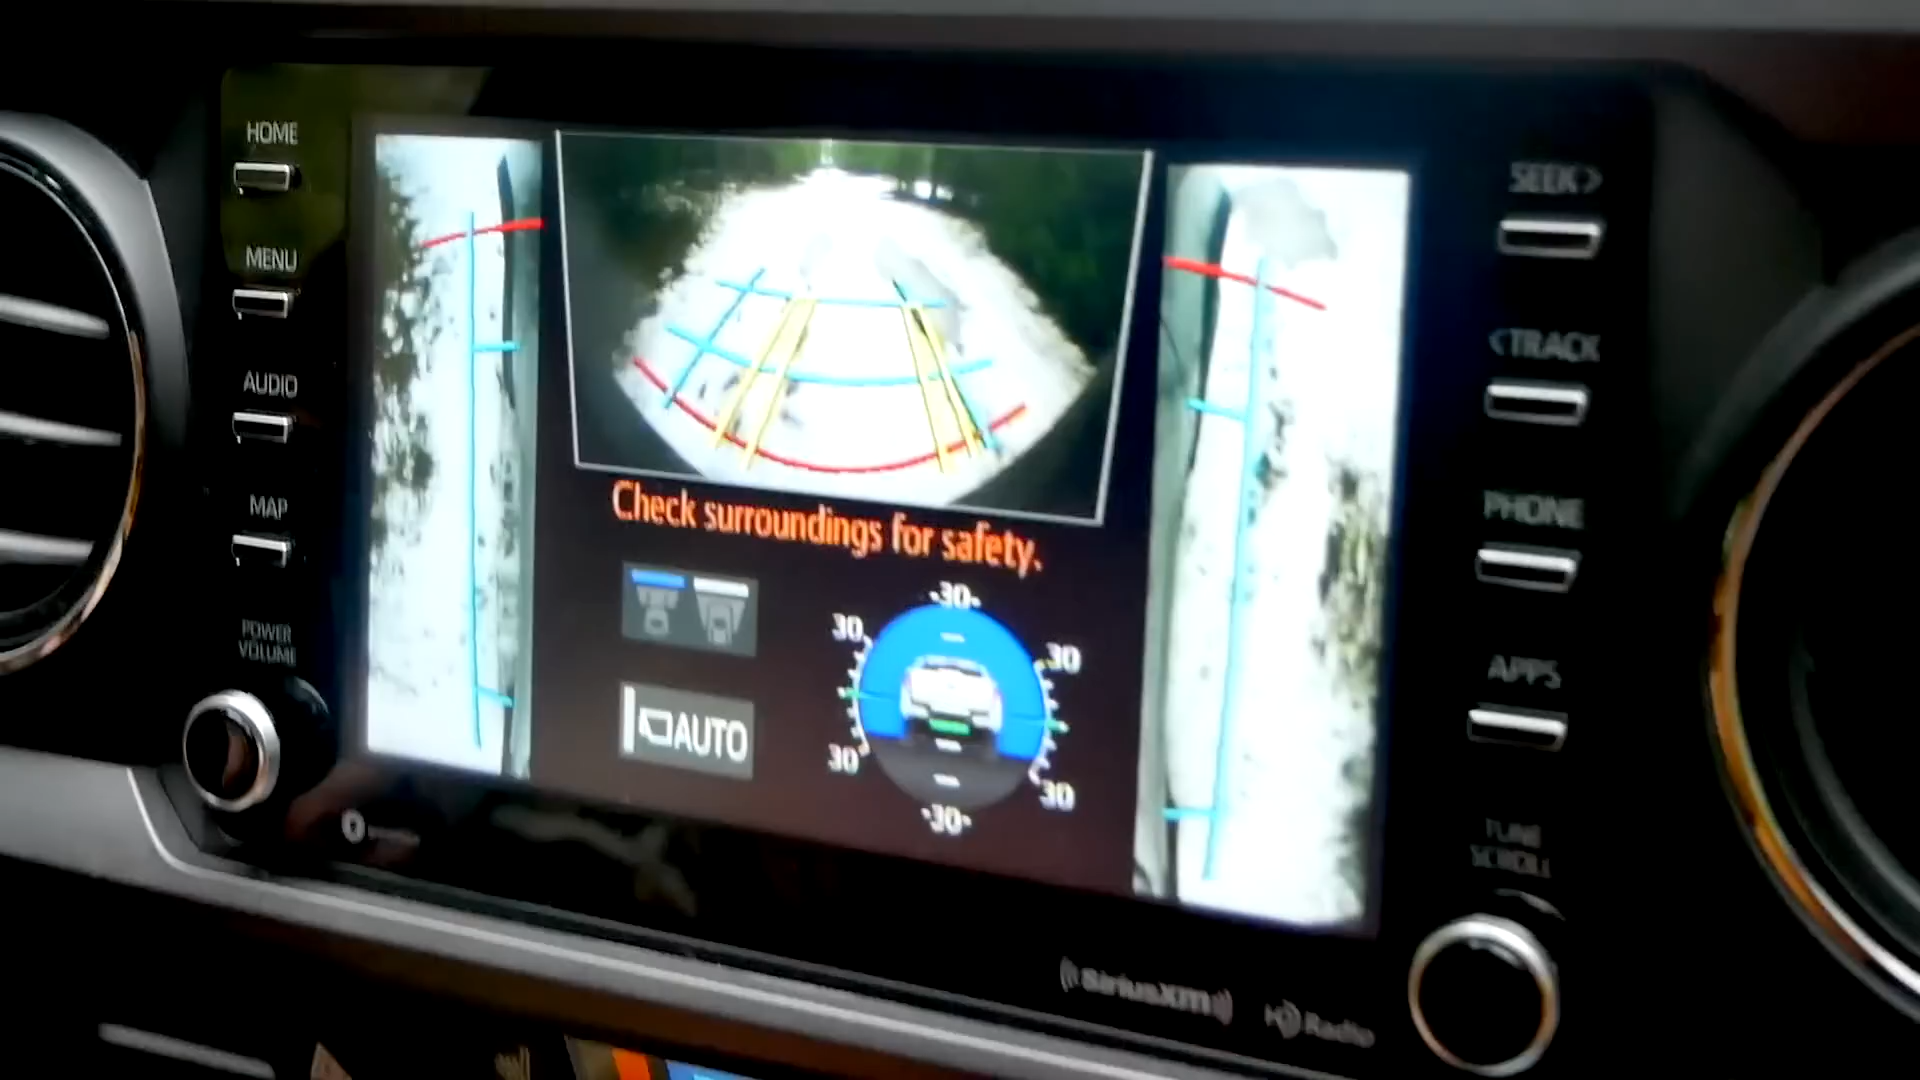 HOME
MENU
AUDIO
MAP
POWER
VOLUME
Check surroundings for safety.
AUTO
-30-
30
30
30
30
-30-
SEEK>
<TRACK
PHONE
APPS
TUNE
SCROLL
SiriusXM
HD Radio